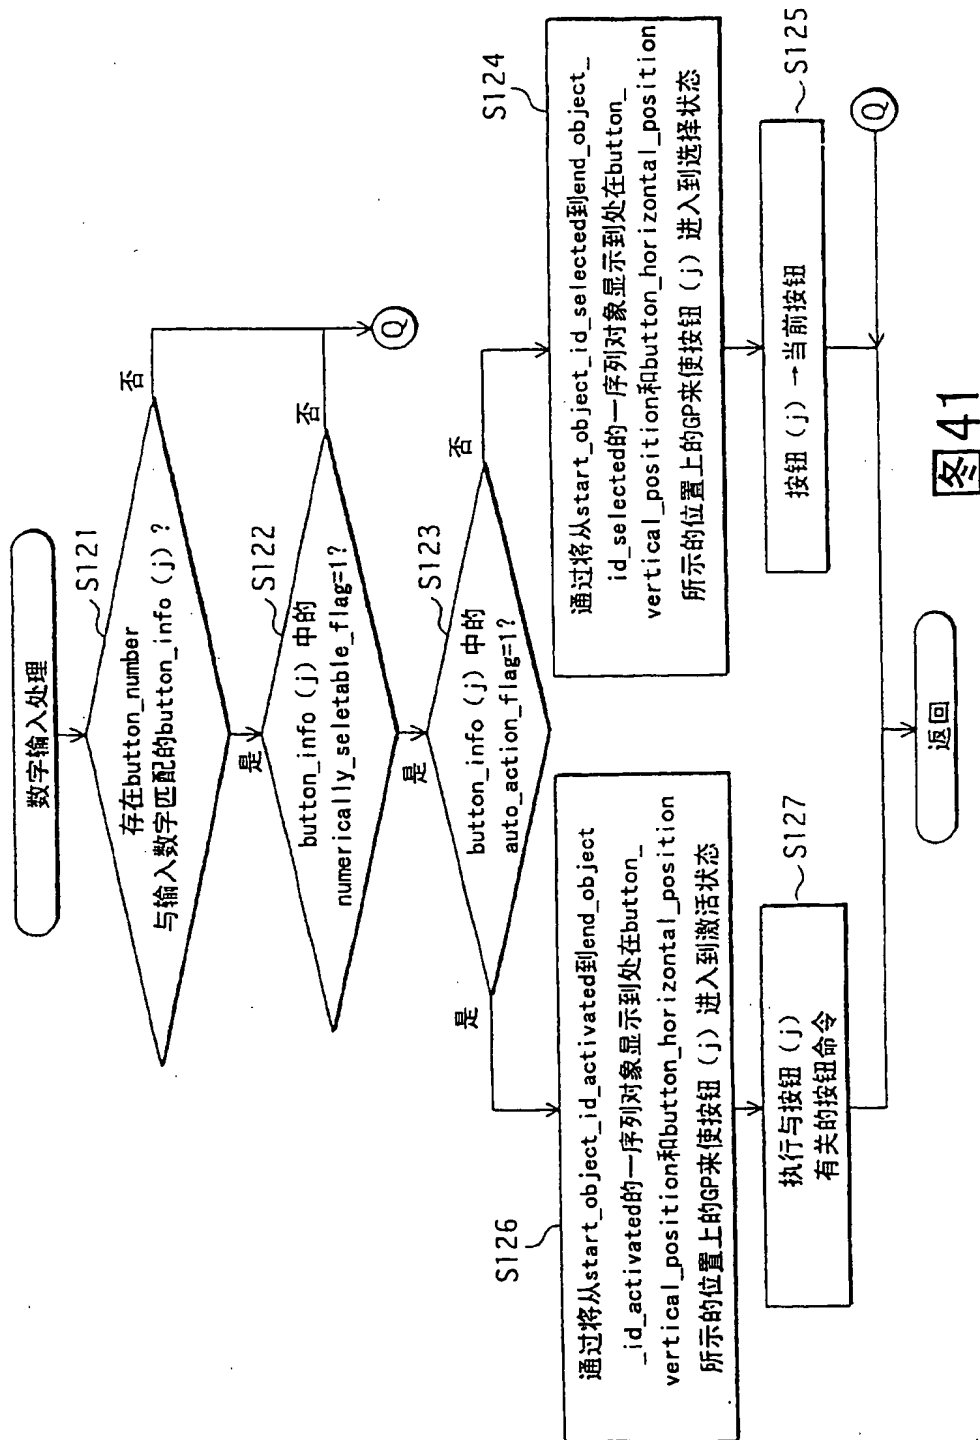 数字输入处理
S121
存在button_number
与输入数字匹配的button_info (j) ?
否
是
S122
button_info (j) 中的
numerically_seletable_flag=1?
否
Q
是
S123
button_info (j) 中的
auto_action_flag=1?
否
是
S124
通过将从start_object_id_selected到end_object_
id_selected的一序列对象显示到处在button_
vertical_position和button_horizontal_position
所示的位置上的GP来使按钮 (j) 进入到选择状态
S125
按钮 (j) →当前按钮
Q
S126
通过将从start_object_id_activated到end_object
_id_activated的一序列对象显示到处在button_
vertical_position和button_horizontal_position
所示的位置上的GP来使按钮 (j) 进入到激活状态
S127
执行与按钮 (j)
有关的按钮命令
返回
图41